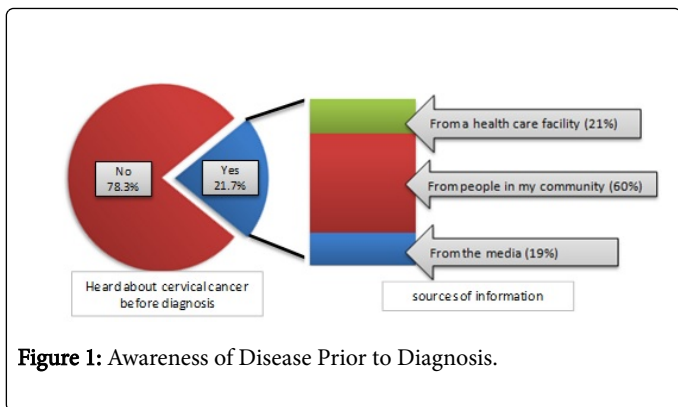 No
78.3%
Yes
21.7%
Heard about cervical cancer
before diagnosis
From a health care facility (21%)
From people in my community (60%)
From the media (19%)
sources of information
Figure 1: Awareness of Disease Prior to Diagnosis.